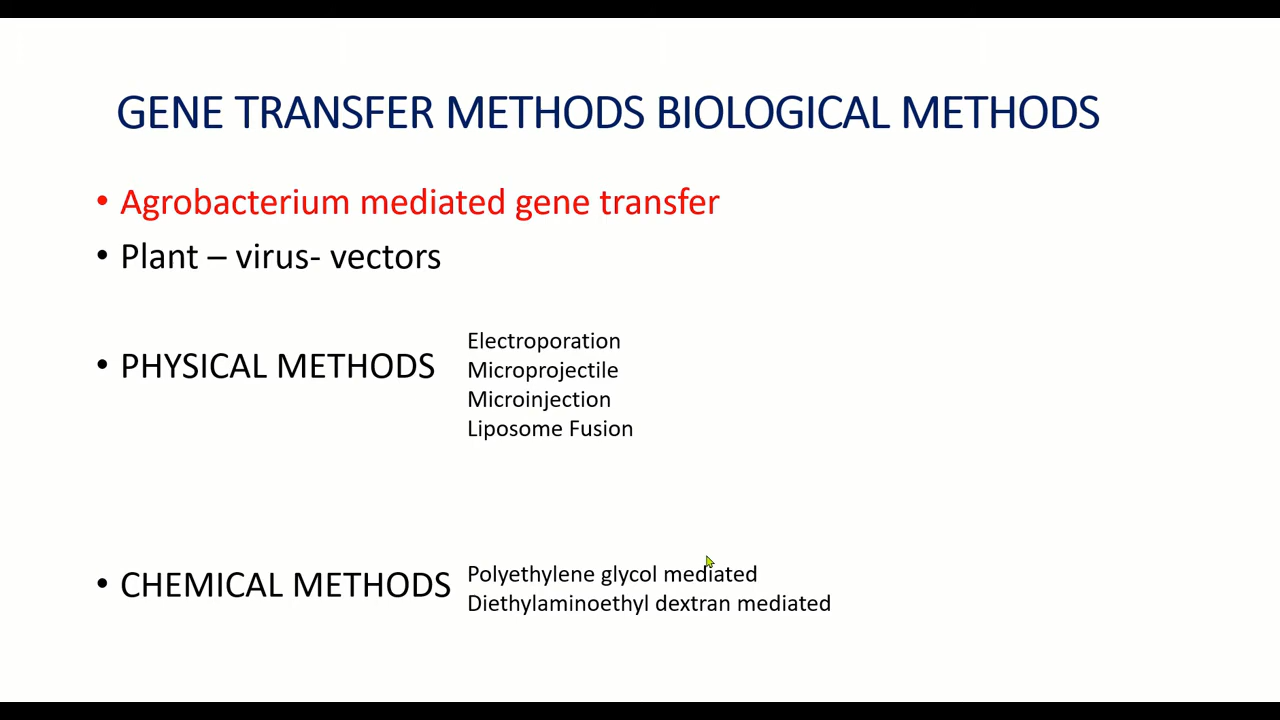 GENE TRANSFER METHODS BIOLOGICAL METHODS
• Agrobacterium mediated gene transfer
• Plant – virus- vectors
• PHYSICAL METHODS
Electroporation
Microprojectile
Microinjection
Liposome Fusion
• CHEMICAL METHODS
Polyethylene glycol mediated
Diethylaminoethyl dextran mediated